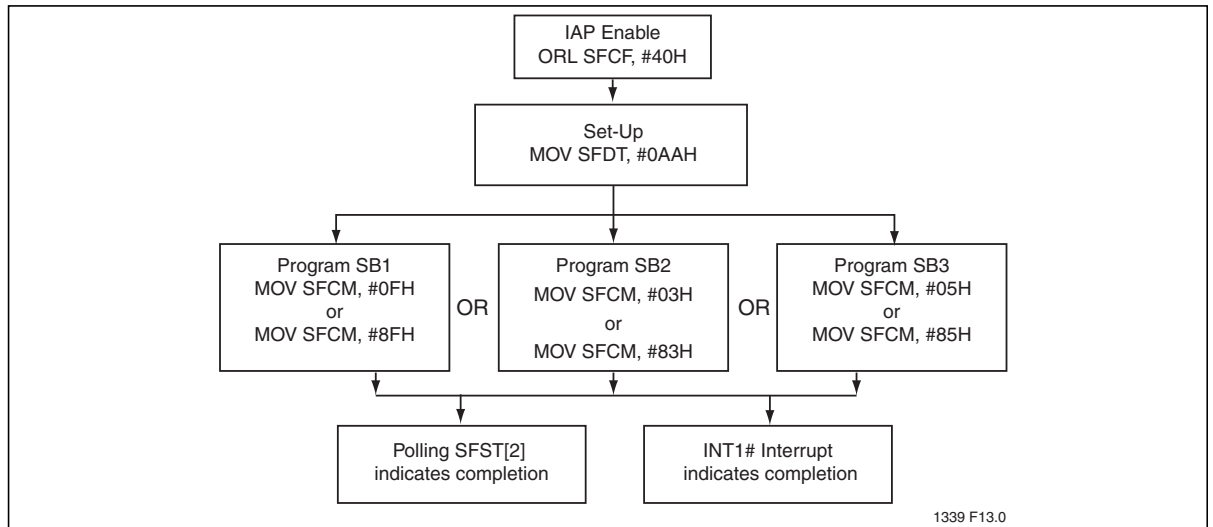 IAP Enable
ORL SFCF, #40H
Set-Up
MOV SFDT, #0AAH
Program SB1
MOV SFCM, #0FH
or
MOV SFCM, #8FH
OR
Program SB2
MOV SFCM, #03H
or
MOV SFCM, #83H
OR
Program SB3
MOV SFCM, #05H
or
MOV SFCM, #85H
Polling SFST[2]
indicates completion
INT1# Interrupt
indicates completion
1339 F13.0